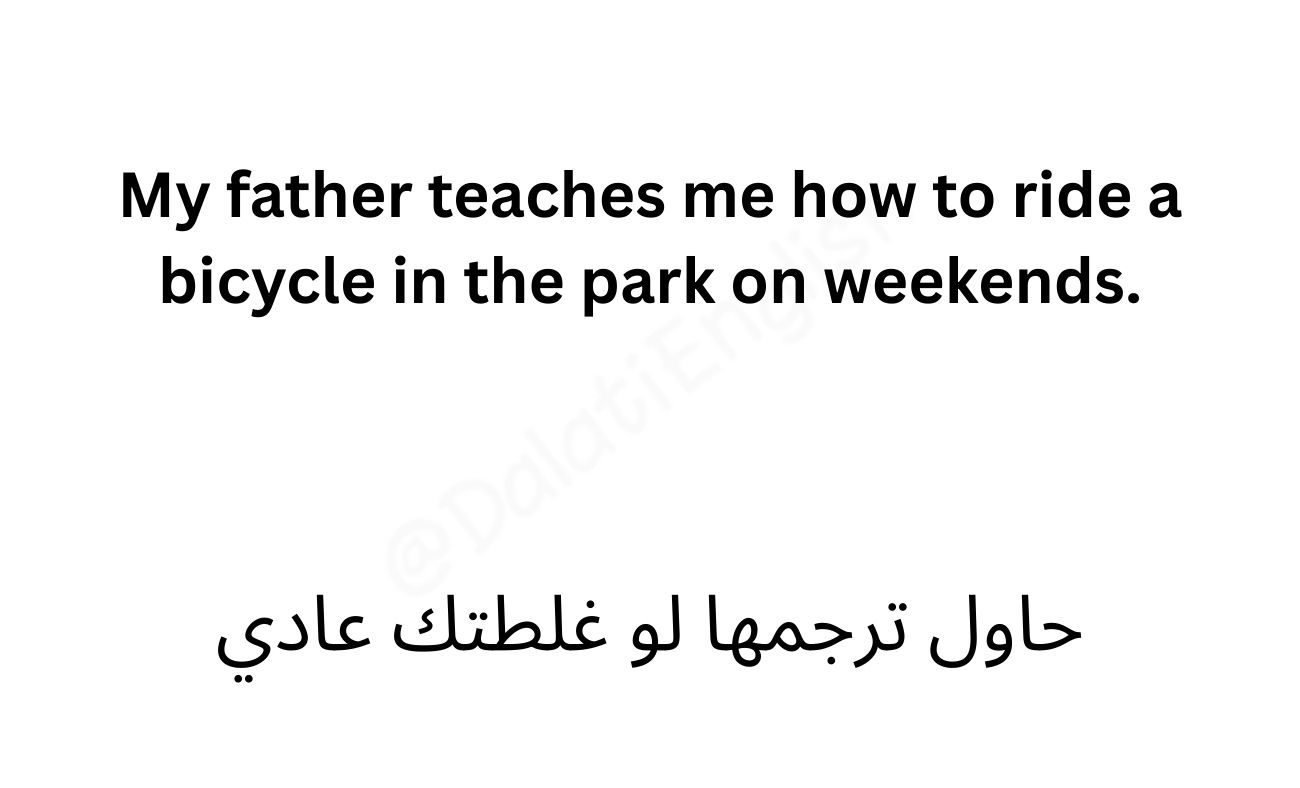 My father teaches me how to ride a
bicycle in the park on weekends.
@DalatiEnglish
حاول ترجمها لو غلطتك عادي